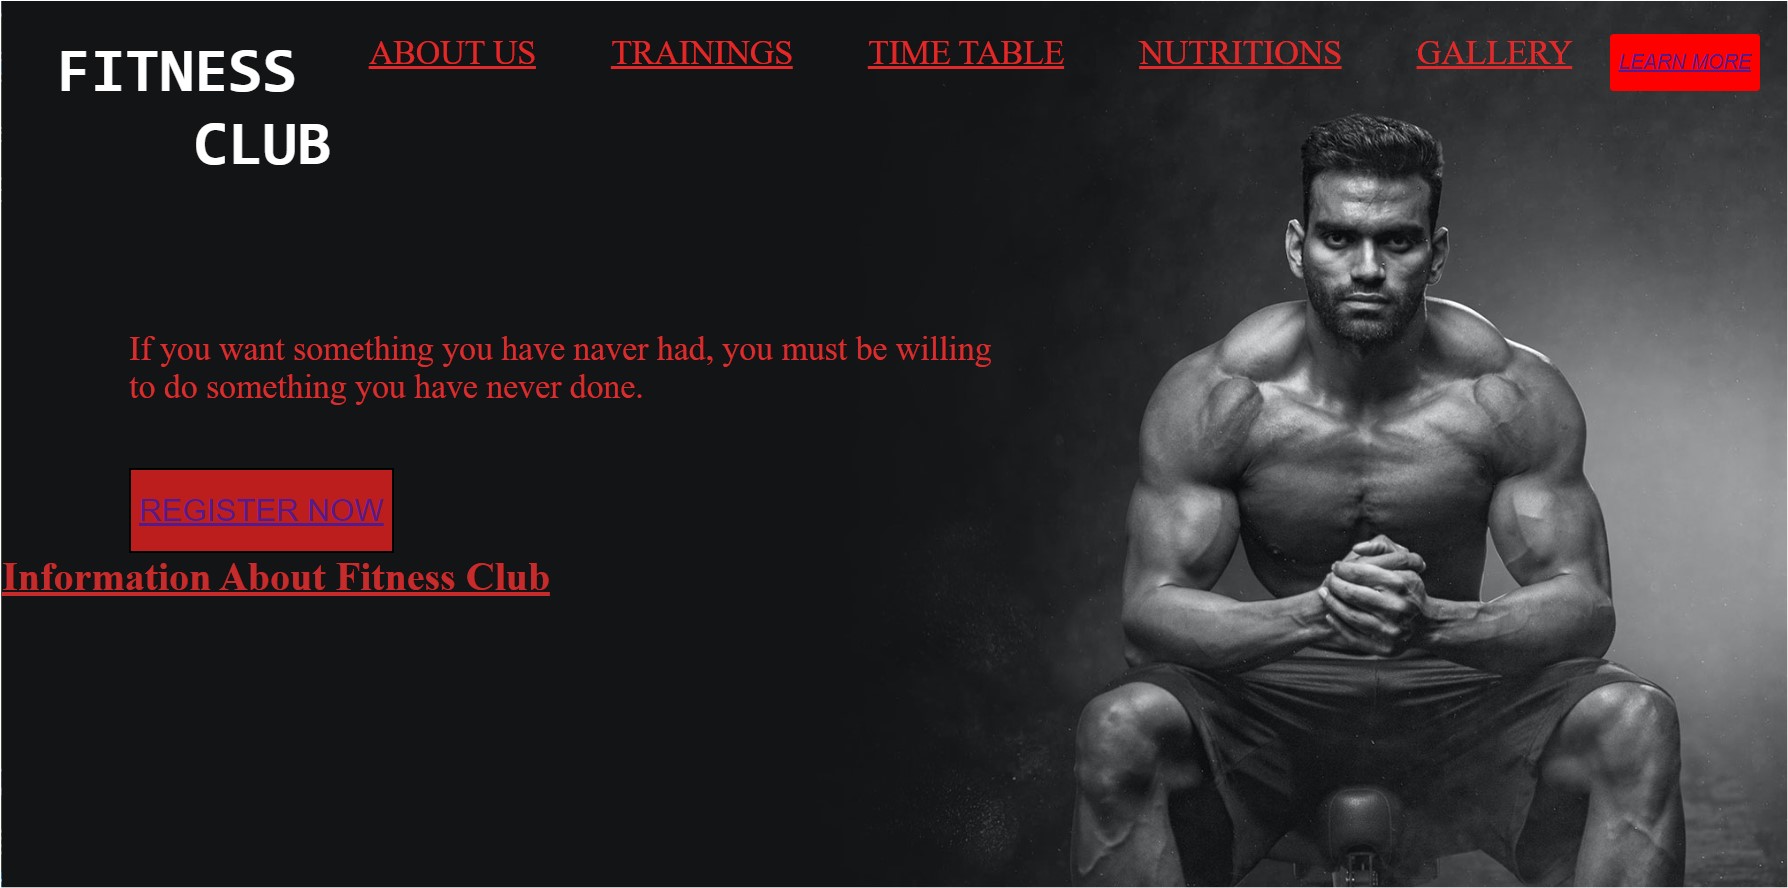 FITNESS
CLUB
ABOUT US
TRAININGS
TIME TABLE
NUTRITIONS
GALLERY
LEARN MORE
If you want something you have naver had, you must be willing
to do something you have never done.
REGISTER NOW
Information About Fitness Club